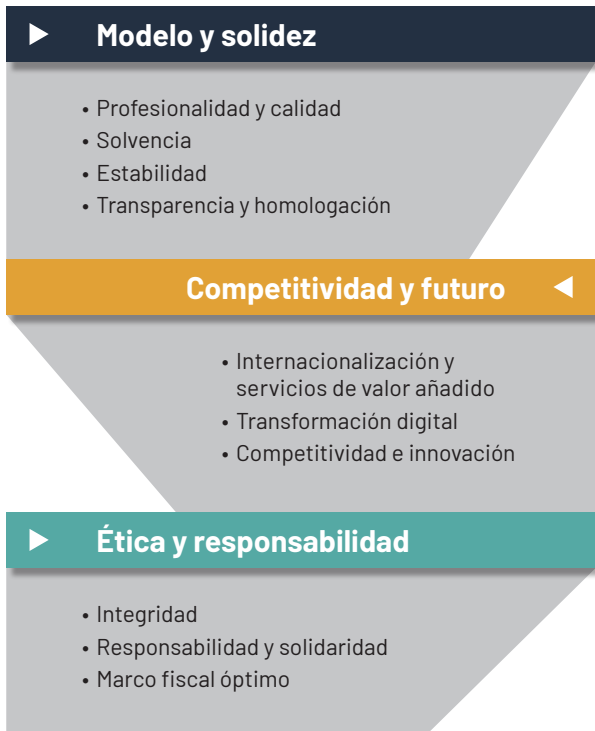 Modelo y solidez
• Profesionalidad y calidad
• Solvencia
• Estabilidad
• Transparencia y homologación
Competitividad y futuro
• Internacionalización y
servicios de valor añadido
• Transformación digital
• Competitividad e innovación
Ética y responsabilidad
• Integridad
• Responsabilidad y solidaridad
• Marco fiscal óptimo